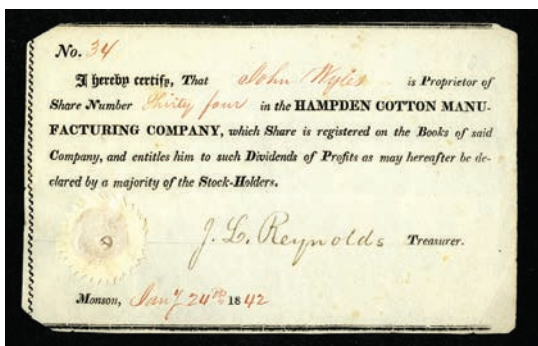 No. 34
I hereby certify, That John Wyles is Proprietor of
Share Number Thirty four in the HAMPDEN COTTON MANU-
FACTURING COMPANY, which Share is registered on the Books of said
Company, and entitles him to such Dividends of Profits as may hereafter be de-
clared by a majority of the Stock-Holders.
J. L. Reynolds Treasurer.
Monson, Jany 24th 1842